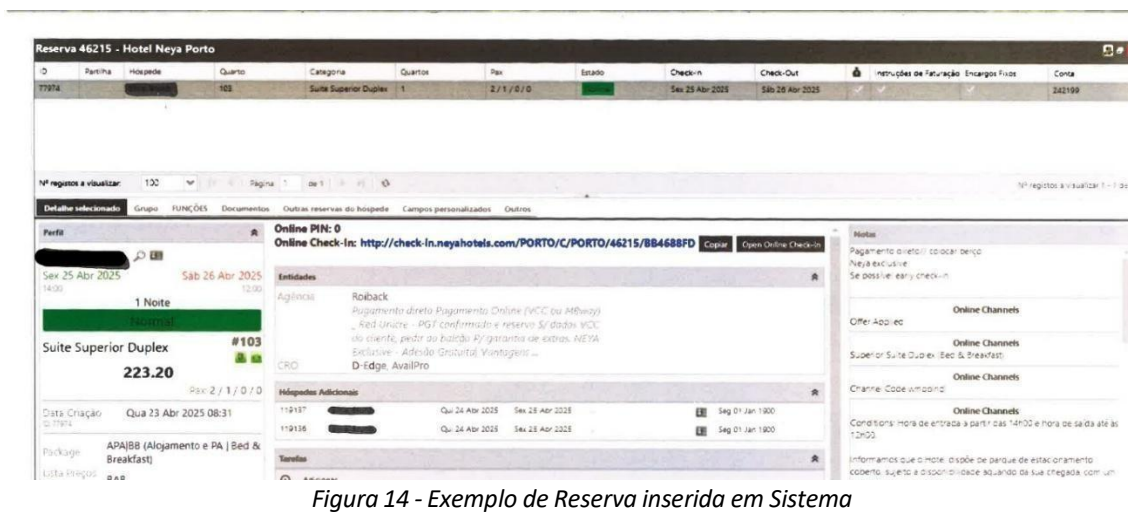 Reserva 46215 - Hotel Neya Porto
ID Partilha Hóspede Quarto Categoria Quartos Pax Estado Check-In Check-Out Instruções de Faturação Encargos Fixos Conta
77974 103 Suite Superior Duplex 1 2/1/0/0 Normal Sex 25 Abr 2025 Sáb 26 Abr 2025 242199
Nº registos a visualizar: 100 Página 1 de 1 Nº registos a visualizar 1 - 1 de
Detalhe selecionado Grupo FUNÇÕES Documentos Outras reservas do hóspede Campos personalizados Outros
Perfil
Sex 25 Abr 2025 Sáb 26 Abr 2025
14:00 12:00
1 Noite
Normal
Suite Superior Duplex #103
223.20
Pax: 2 / 1 / 0 / 0
Data Criação Qua 23 Abr 2025 08:31
ID 77974
Package APA|BB (Alojamento e PA | Bed & Breakfast)
Lista Preços BAR
Online PIN: 0
Online Check-In: http://check-in.neyahotels.com/PORTO/C/PORTO/46215/BB4688FD Copiar Open Online Check-In
Entidades
Agência Roiback
Pagamento direto Pagamento Online (VCC ou MBway)
_ Red Unicre - PGT confirmado e reserva S/ dados VCC
do cliente, pedir ao balcão P/ garantia de extras. NEYA
Exclusive - Adesão Gratuita| Vantagens ...
CRO D-Edge, AvailPro
Hóspedes Adicionais
119137 Qui 24 Abr 2025 Sex 25 Abr 2025 Seg 01 Jan 1900
119136 Qui 24 Abr 2025 Sex 25 Abr 2025 Seg 01 Jan 1900
Tarefas
Adicionar
Notas
Pagamento direto// colocar berço
Neya exclusive
Se possivel early check-in
Online Channels
Offer Applied
Online Channels
Superior Suite Duplex (Bed & Breakfast)
Online Channels
Channel Code
Online Channels
Conditions: Hora de entrada a partir das 14h00 e hora de saída até às
12h00
Informamos que o Hotel dispõe de parque de estacionamento
coberto, sujeito a disponibilidade aquando da sua chegada, com um
Figura 14 - Exemplo de Reserva inserida em Sistema